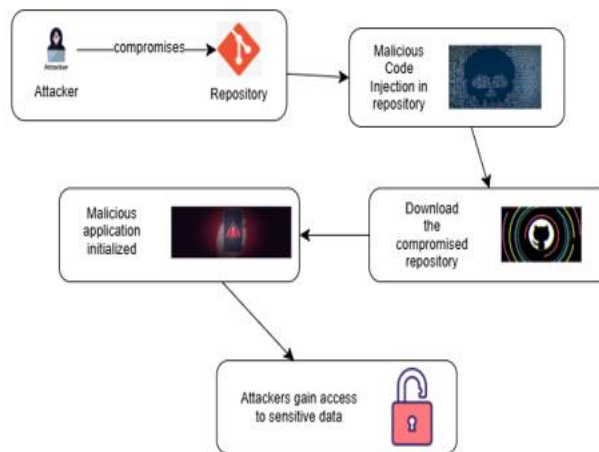 compromises
Attacker
Attacker
Repository
Malicious
Code
Injection in
repository
Download
the
compromised
repository
Malicious
application
initialized
Attackers gain access
to sensitive data